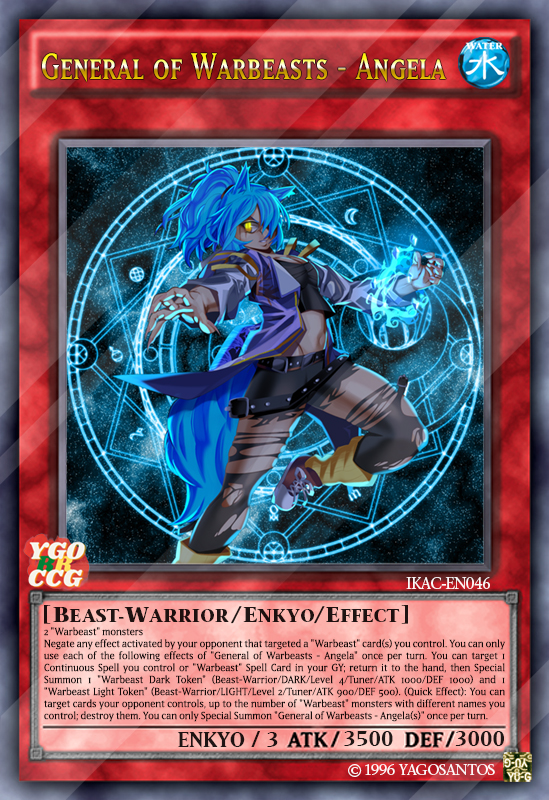 General of Warbeasts - Angela
WATER
水
YGO
BR
CCG
IKAC-EN046
[Beast-Warrior/Enkyo/Effect]
2 "Warbeast" monsters
Negate any effect activated by your opponent that targeted a "Warbeast" card(s) you control. You can only
use each of the following effects of "General of Warbeasts - Angela" once per turn. You can target 1
Continuous Spell you control or "Warbeast" Spell Card in your GY; return it to the hand, then Special
Summon 1 "Warbeast Dark Token" (Beast-Warrior/DARK/Level 4/Tuner/ATK 1000/DEF 1000) and 1
"Warbeast Light Token" (Beast-Warrior/LIGHT/Level 2/Tuner/ATK 900/DEF 500). (Quick Effect): You can
target cards your opponent controls, up to the number of "Warbeast" monsters with different names you
control; destroy them. You can only Special Summon "General of Warbeasts - Angela(s)" once per turn.
ENKYO / 3 ATK/3500 DEF/3000
© 1996 YAGOSANTOS